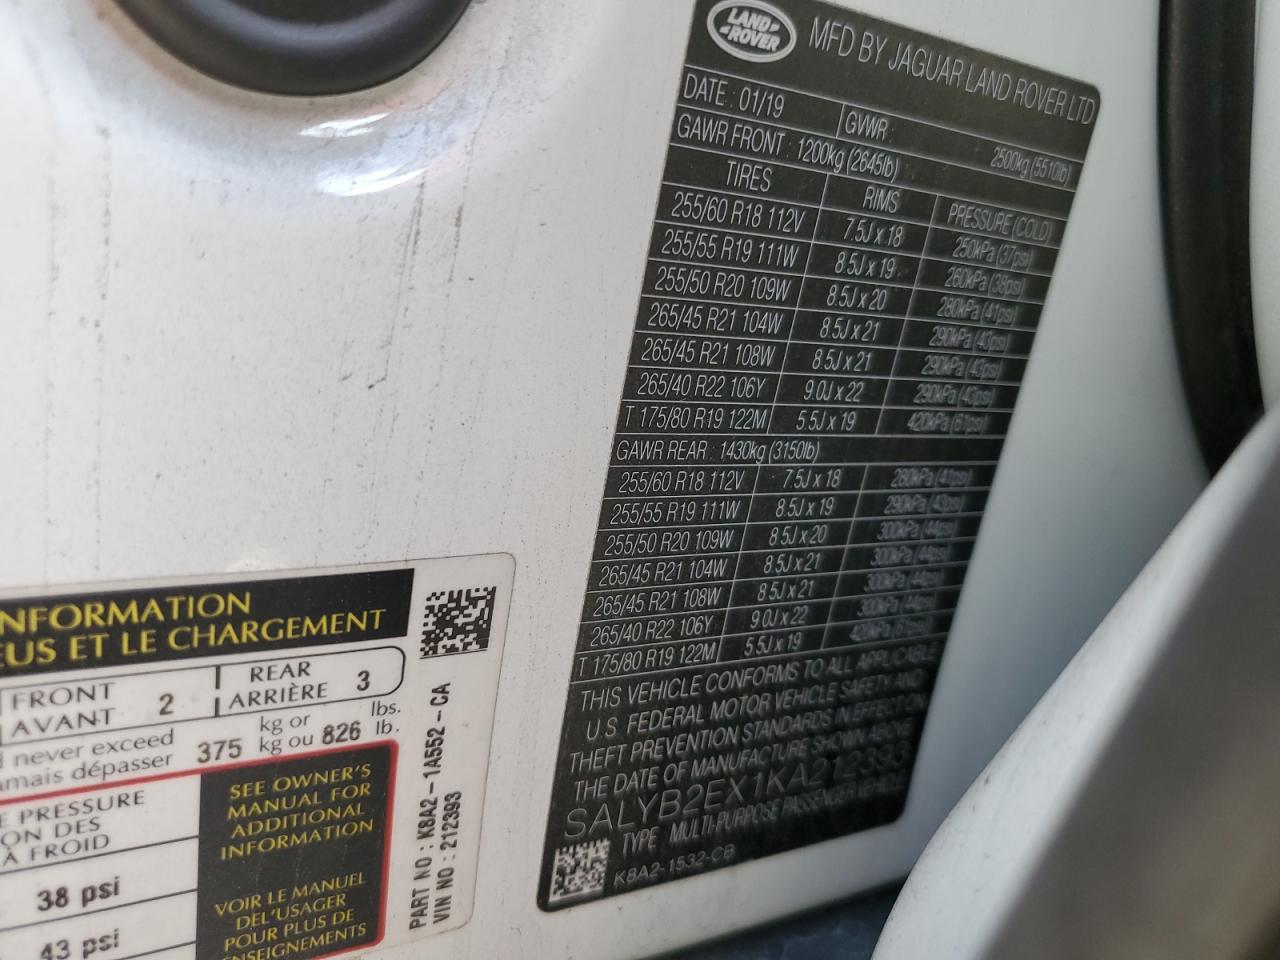 LAND
ROVER
MFD BY JAGUAR LAND ROVER LTD
DATE : 01/19 GVWR : 2500kg (5510lb)
GAWR FRONT : 1200kg (2645lb)
TIRES RIMS PRESSURE (COLD)
255/60 R18 112V 7.5J x 18 250kPa (37psi)
255/55 R19 111W 8.5J x 19 260kPa (38psi)
255/50 R20 109W 8.5J x 20 280kPa (41psi)
265/45 R21 104W 8.5J x 21 290kPa (43psi)
265/45 R21 108W 8.5J x 21 290kPa (43psi)
265/40 R22 106Y 9.0J x 22 290kPa (43psi)
T 175/80 R19 122M 5.5J x 19 420kPa (61psi)
GAWR REAR : 1430kg (3150lb)
255/60 R18 112V 7.5J x 18 280kPa (41psi)
255/55 R19 111W 8.5J x 19 290kPa (43psi)
255/50 R20 109W 8.5J x 20 300kPa (44psi)
265/45 R21 104W 8.5J x 21 300kPa (44psi)
265/45 R21 108W 8.5J x 21 300kPa (44psi)
265/40 R22 106Y 9.0J x 22 300kPa (44psi)
T 175/80 R19 122M 5.5J x 19 420kPa (61psi)
THIS VEHICLE CONFORMS TO ALL APPLICABLE
U.S. FEDERAL MOTOR VEHICLE SAFETY AND
THEFT PREVENTION STANDARDS IN EFFECT ON
THE DATE OF MANUFACTURE SHOWN ABOVE
SALYB2EX1KA212393
TYPE : MULTI-PURPOSE PASSENGER VEHICLE
K8A2-1532-CB
NFORMATION
EUS ET LE CHARGEMENT
FRONT
AVANT 2
REAR
ARRIÈRE 3
never exceed
amais dépasser 375 kg or
kg ou 826 lbs.
lb.
E PRESSURE
ON DES
À FROID
38 psi
43 psi
SEE OWNER'S
MANUAL FOR
ADDITIONAL
INFORMATION
VOIR LE MANUEL
DEL'USAGER
POUR PLUS DE
ENSEIGNEMENTS
PART NO : K8A2-1A552-CA
VIN NO : 212393